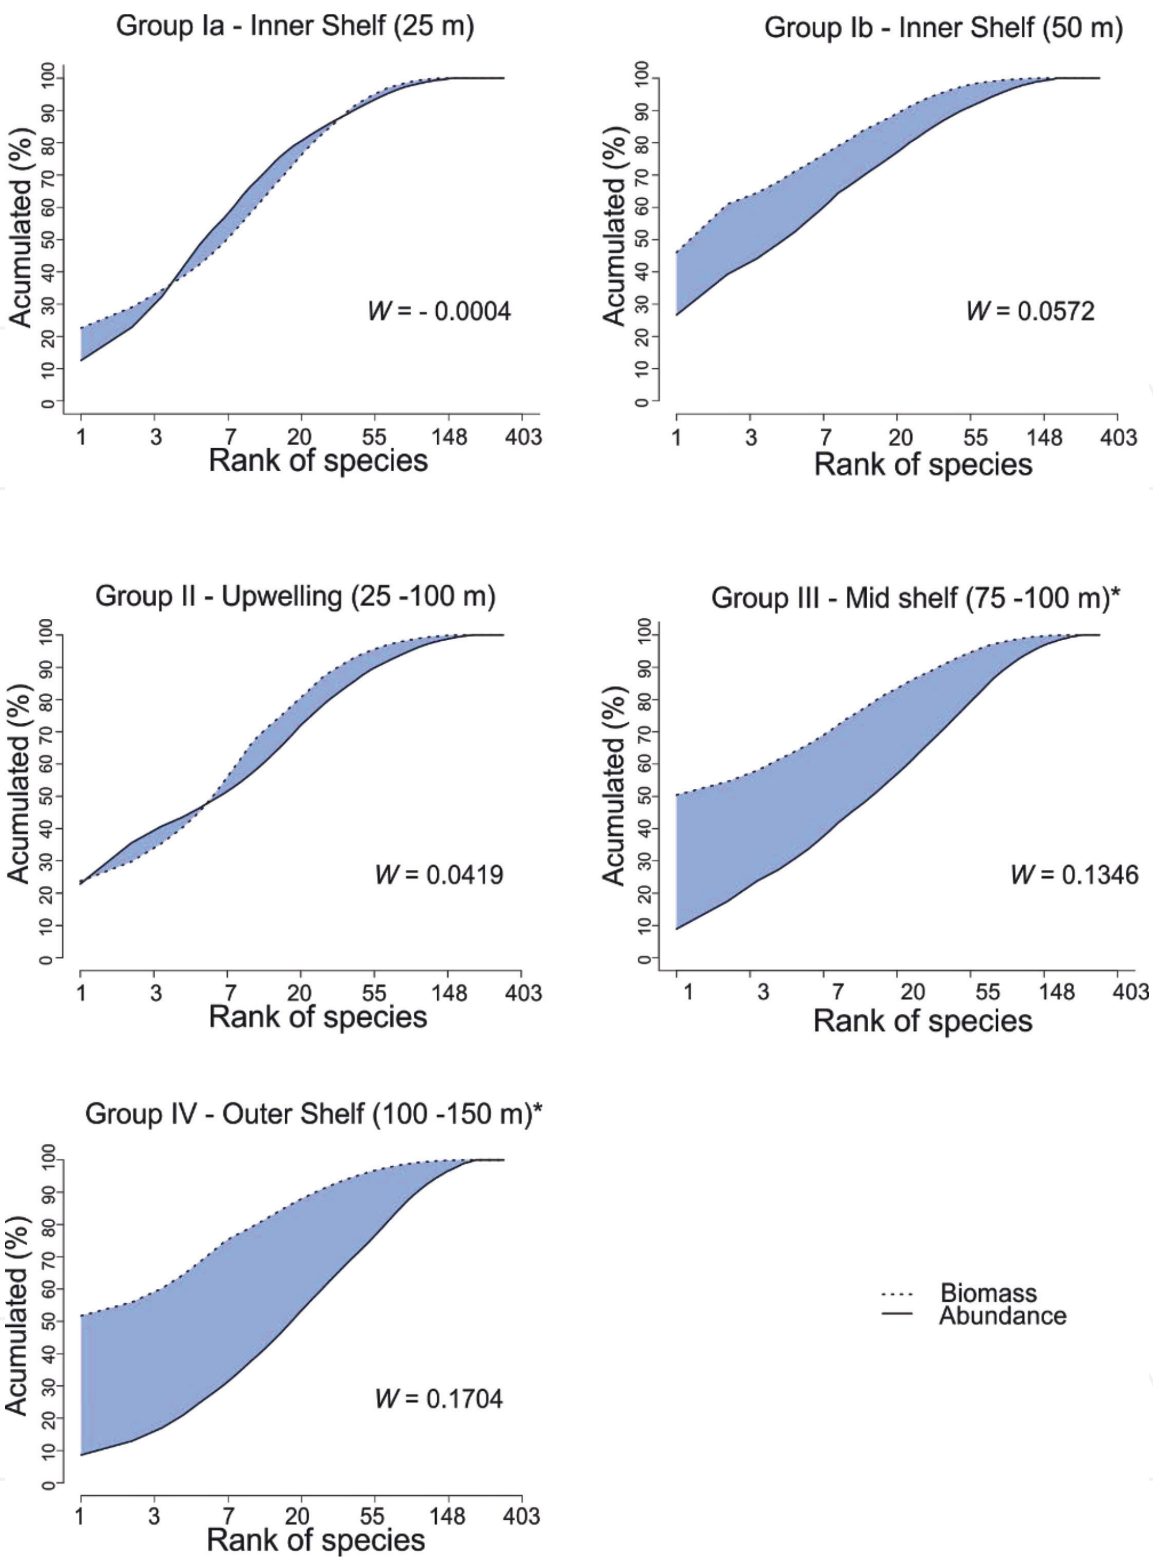 Group Ia - Inner Shelf (25 m)
Acumulated (%)
100
90
80
70
60
50
40
30
20
10
0
W = - 0.0004
1 3 7 20 55 148 403
Rank of species
Group Ib - Inner Shelf (50 m)
Acumulated (%)
100
90
80
70
60
50
40
30
20
10
0
W = 0.0572
1 3 7 20 55 148 403
Rank of species
Group II - Upwelling (25 -100 m)
Acumulated (%)
100
90
80
70
60
50
40
30
20
10
0
W = 0.0419
1 3 7 20 55 148 403
Rank of species
Group III - Mid shelf (75 -100 m)*
Acumulated (%)
100
90
80
70
60
50
40
30
20
10
0
W = 0.1346
1 3 7 20 55 148 403
Rank of species
Group IV - Outer Shelf (100 -150 m)*
Acumulated (%)
100
90
80
70
60
50
40
30
20
10
0
W = 0.1704
1 3 7 20 55 148 403
Rank of species
Biomass
Abundance